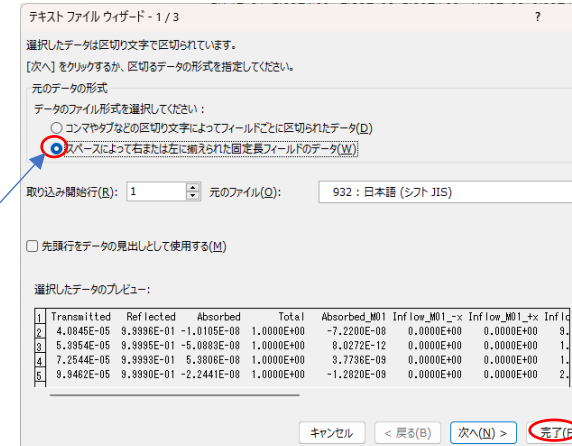 テキスト ファイル ウィザード - 1 / 3
?
選択したデータは区切り文字で区切られています。
[次へ] をクリックするか、区切るデータの形式を指定してください。
元のデータの形式
データのファイル形式を選択してください：
コンマやタブなどの区切り文字によってフィールドごとに区切られたデータ(D)
スペースによって右または左に揃えられた固定長フィールドのデータ(W)
取り込み開始行(R): 1 元のファイル(O): 932 : 日本語 (シフト JIS)
先頭行をデータの見出しとして使用する(M)
選択したデータのプレビュー：
1 Transmitted Reflected Absorbed Total Absorbed_M01 Inflow_M01_-x Inflow_M01_+x Inflo
2 4.0845E-05 9.9996E-01 -1.0105E-08 1.0000E+00 -7.2200E-08 0.0000E+00 0.0000E+00 9.
3 5.3954E-05 9.9995E-01 -5.0883E-08 1.0000E+00 8.0272E-12 0.0000E+00 0.0000E+00 1.
4 7.2544E-05 9.9993E-01 5.3806E-08 1.0000E+00 3.7736E-09 0.0000E+00 0.0000E+00 1.
5 9.9462E-05 9.9990E-01 -2.2441E-08 1.0000E+00 -1.2820E-09 0.0000E+00 0.0000E+00 2.
キャンセル < 戻る(B) 次へ(N) > 完了(F